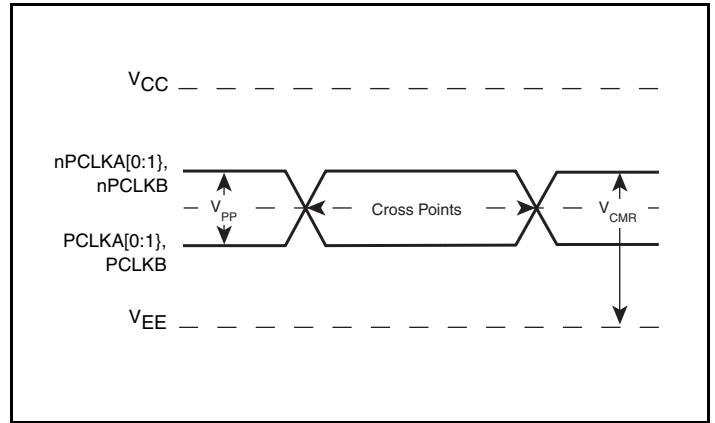 VCC
nPCLKA[0:1},
nPCLKB
VPP
Cross Points
VCMR
PCLKA[0:1},
PCLKB
VEE